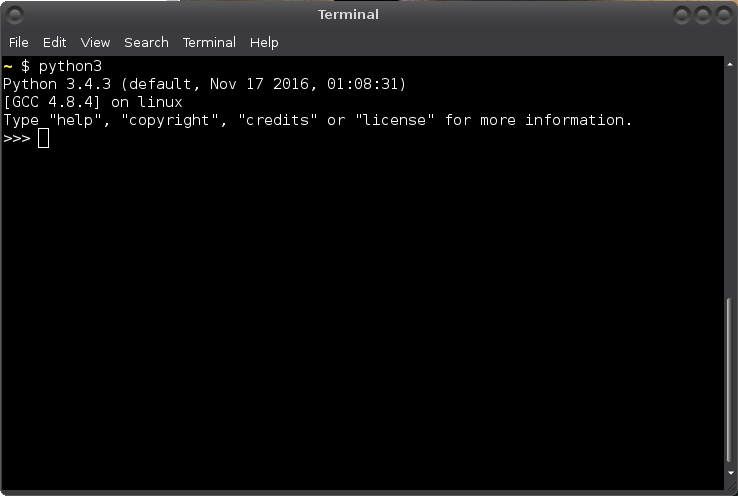 Terminal
File Edit View Search Terminal Help
~ $ python3
Python 3.4.3 (default, Nov 17 2016, 01:08:31)
[GCC 4.8.4] on linux
Type "help", "copyright", "credits" or "license" for more information.
>>>